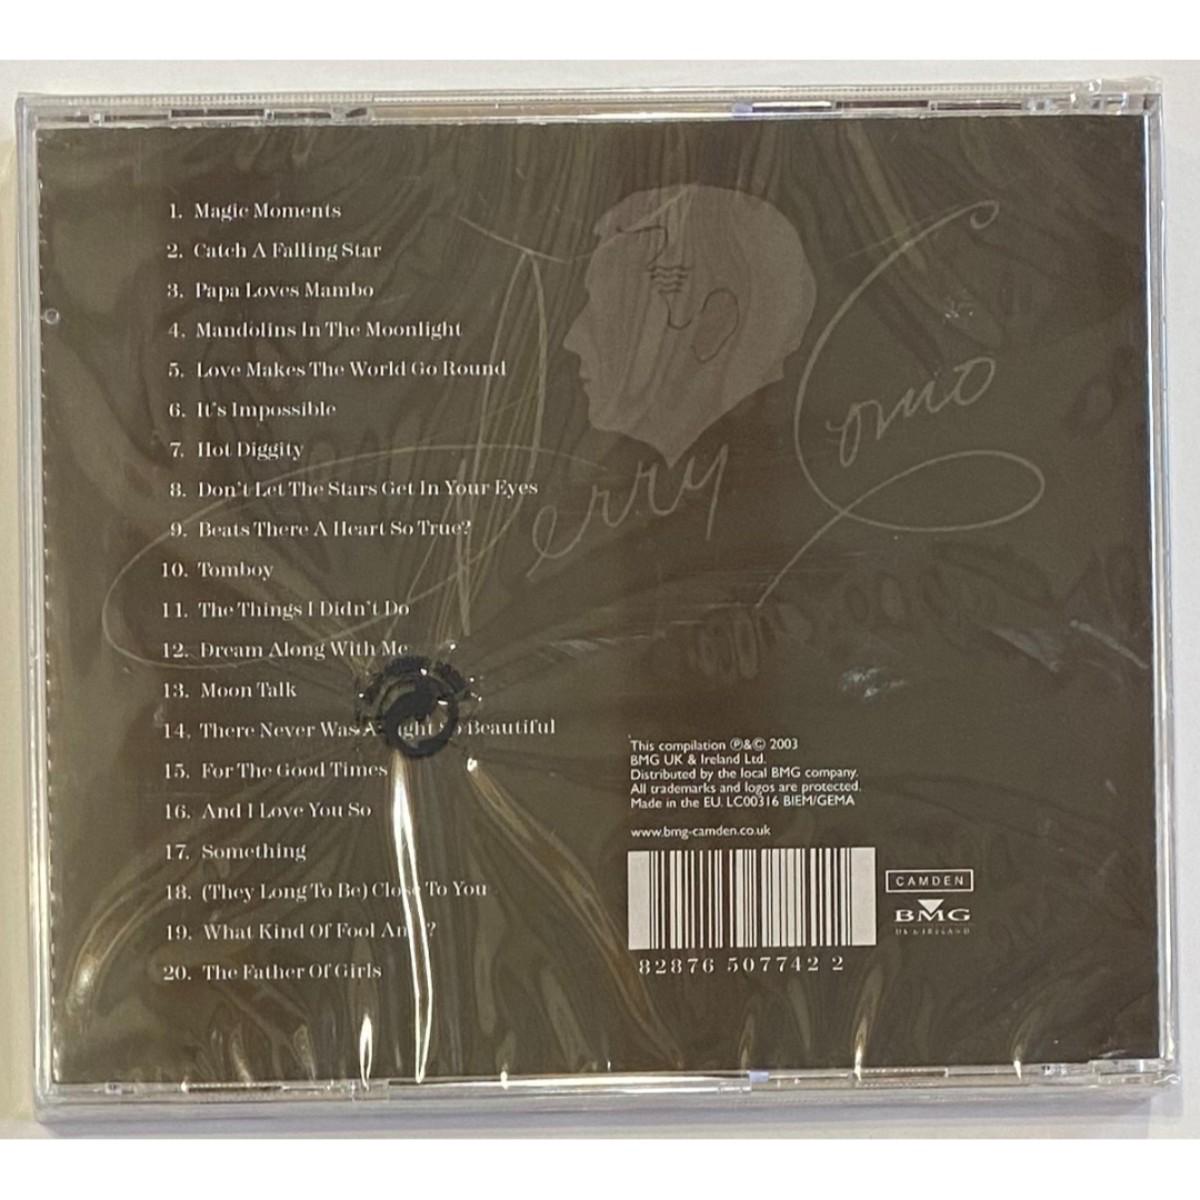 1. Magic Moments
2. Catch A Falling Star
3. Papa Loves Mambo
4. Mandolins In The Moonlight
5. Love Makes The World Go Round
6. It's Impossible
7. Hot Diggity
8. Don't Let The Stars Get In Your Eyes
9. Beats There A Heart So True?
10. Tomboy
11. The Things I Didn't Do
12. Dream Along With Me
13. Moon Talk
14. There Never Was A Night So Beautiful
15. For The Good Times
16. And I Love You So
17. Something
18. (They Long To Be) Close To You
19. What Kind Of Fool Am I?
20. The Father Of Girls
Perry Como
This compilation ℗&© 2003
BMG UK & Ireland Ltd.
Distributed by the local BMG company.
All trademarks and logos are protected.
Made in the EU. LC00316 BIEM/GEMA
www.bmg-camden.co.uk
82876 507742 2
CAMDEN
BMG
UK & IRELAND